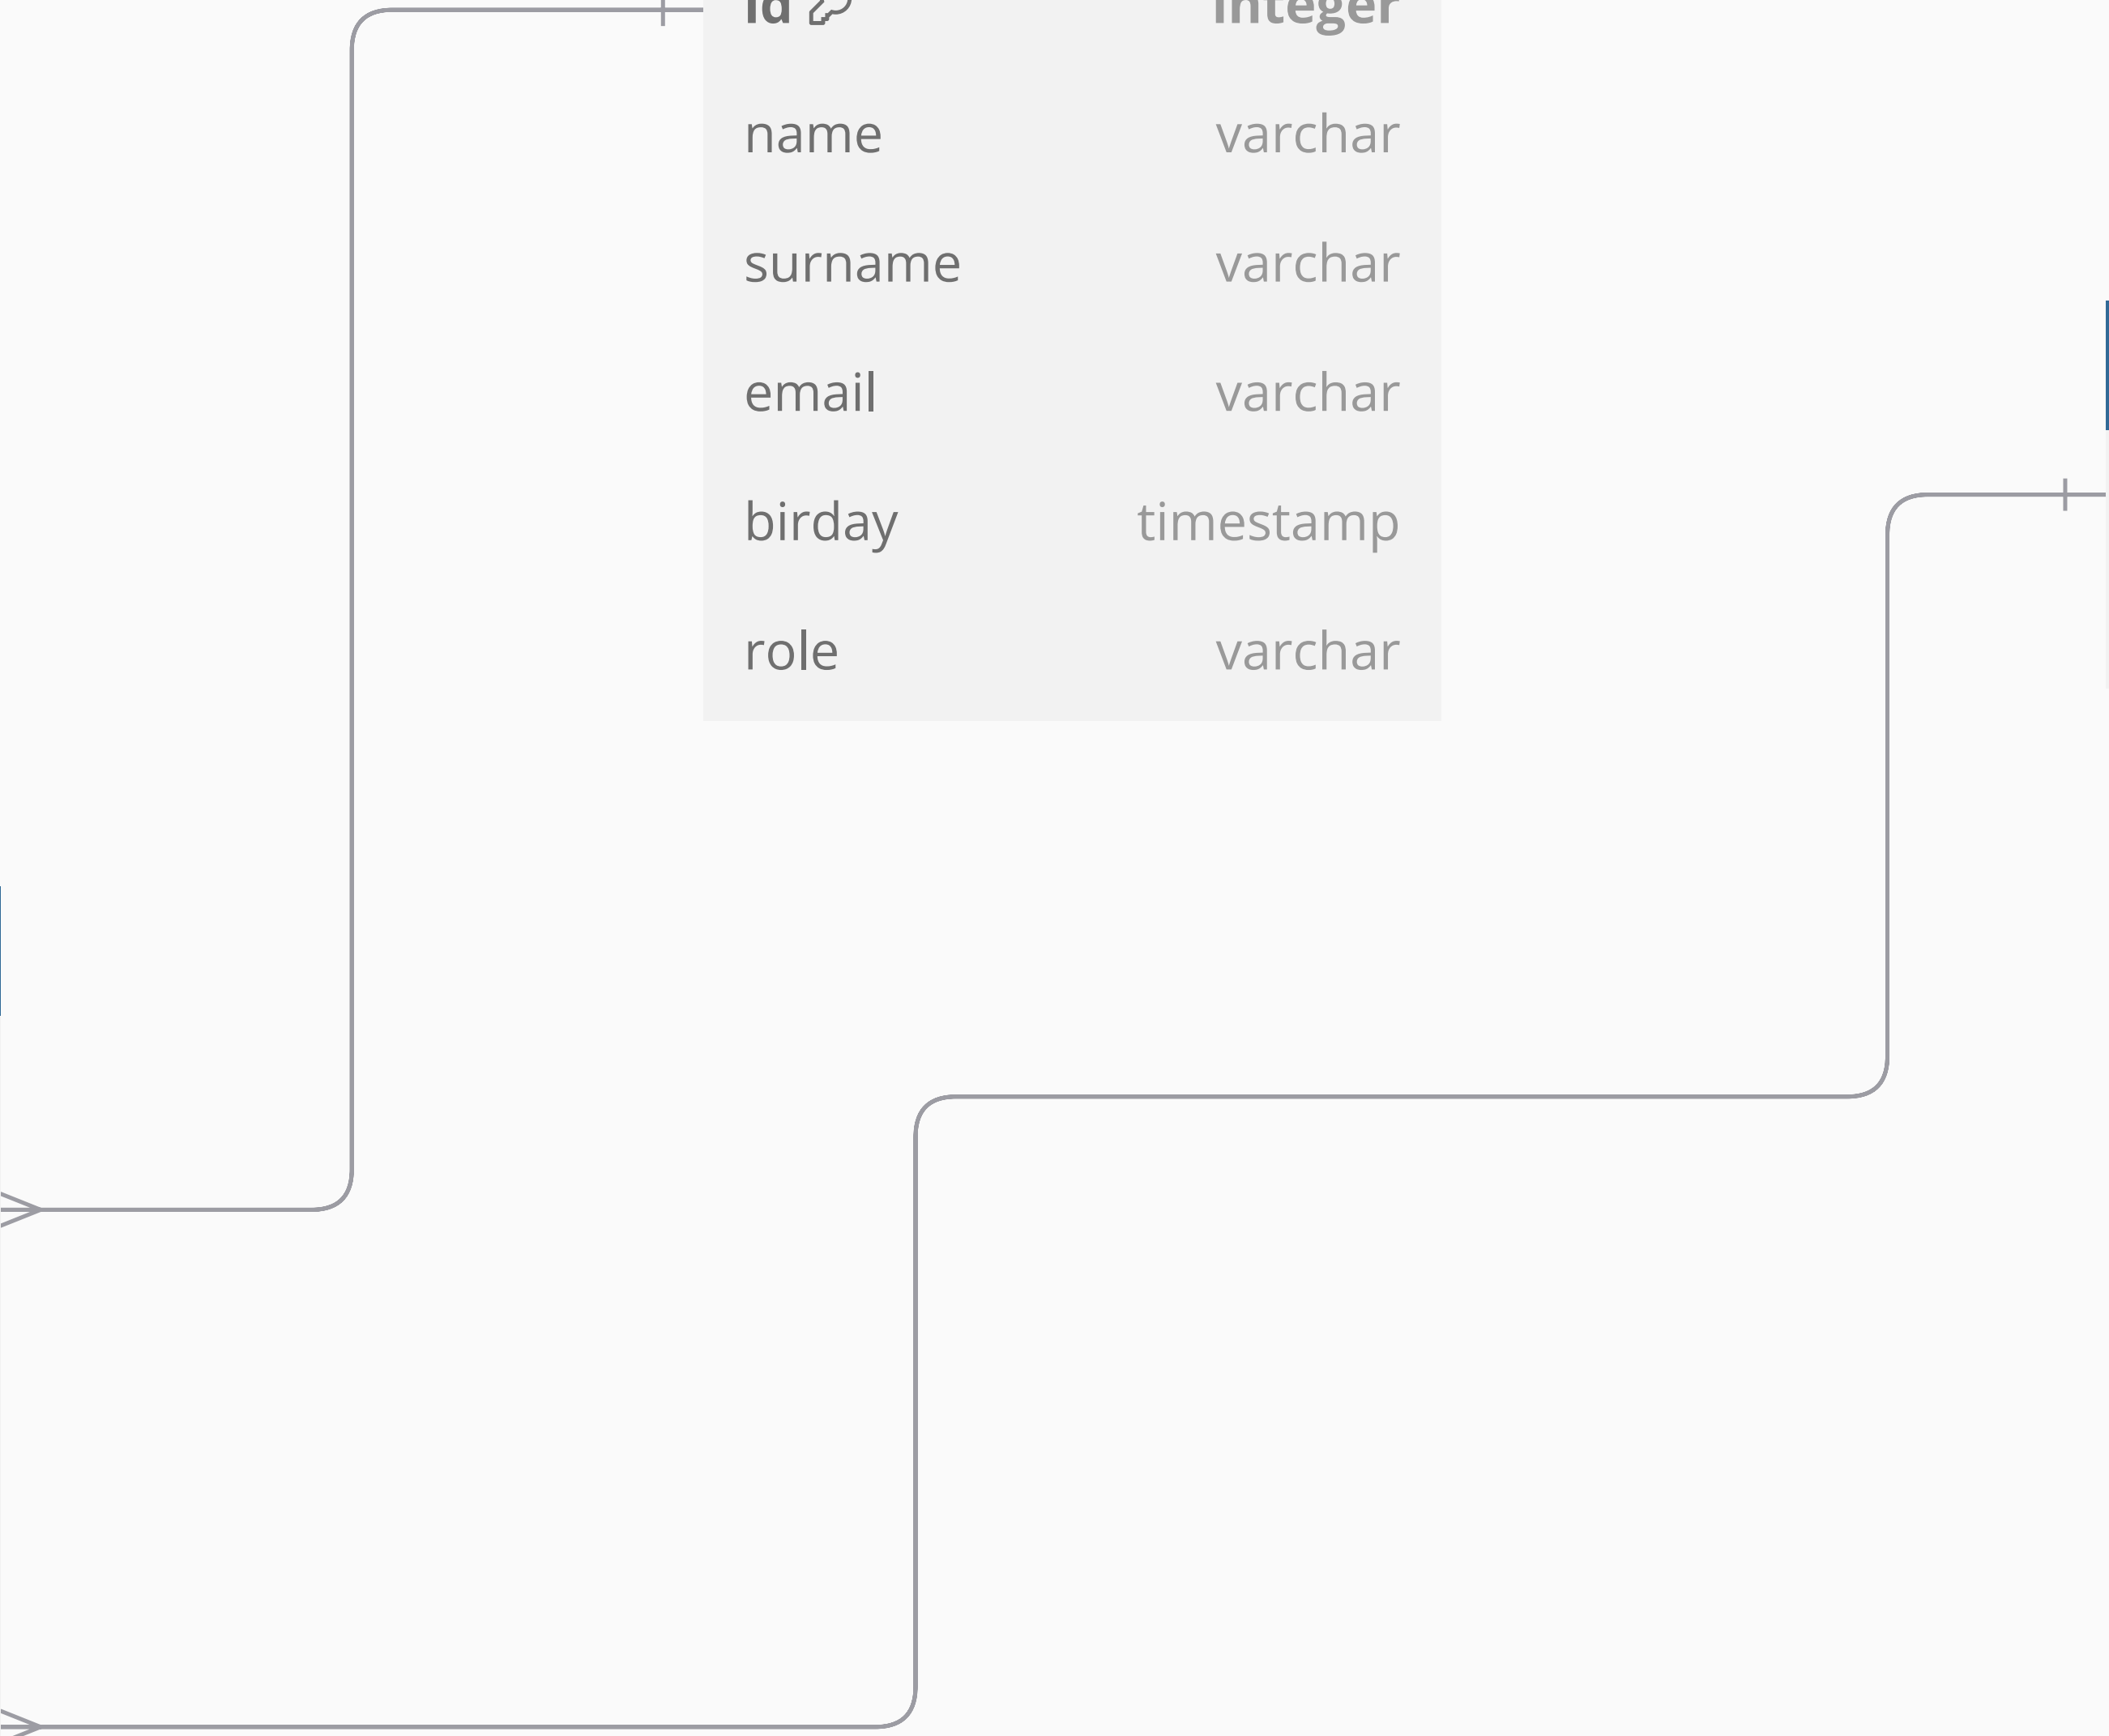 id integer
name varchar
surname varchar
email varchar
birday timestamp
role varchar